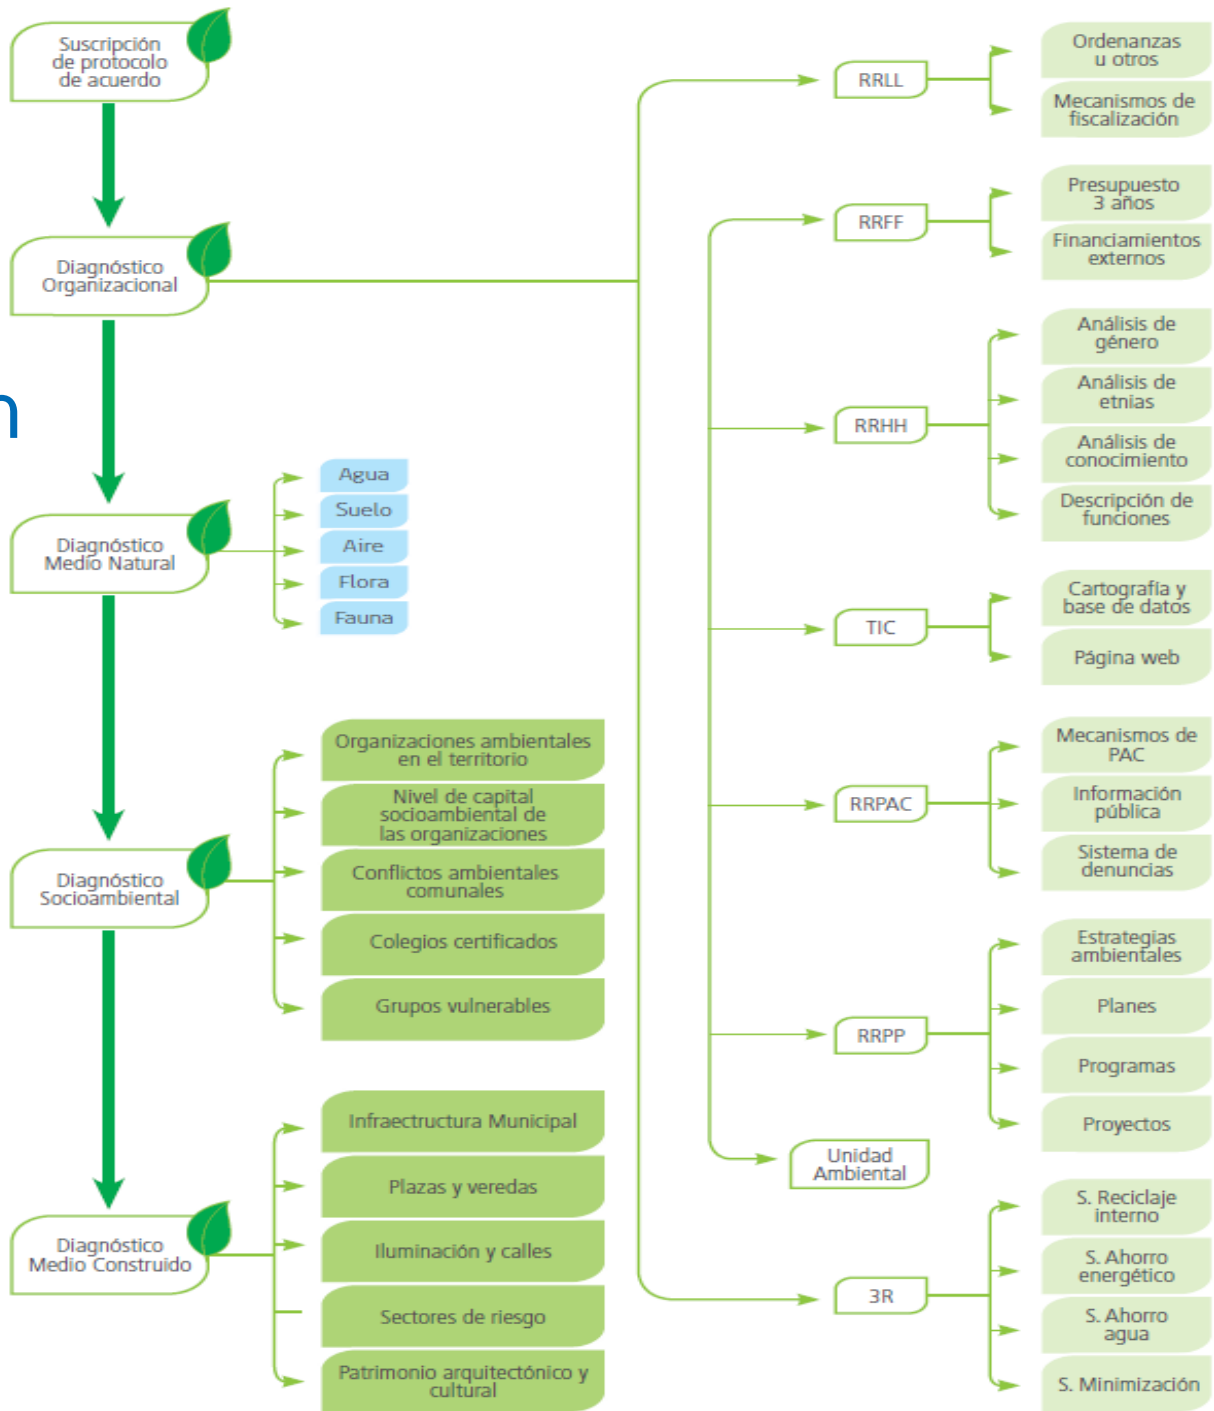 Suscripción
de protocolo
de acuerdo
Diagnóstico
Organizacional
n
Diagnóstico
Medio Natural
Agua
Suelo
Aire
Flora
Fauna
Diagnóstico
Socioambiental
Organizaciones ambientales
en el territorio
Nivel de capital
socioambiental de
las organizaciones
Conflictos ambientales
comunales
Colegios certificados
Grupos vulnerables
Diagnóstico
Medio Construido
Infraectructura Municipal
Plazas y veredas
Iluminación y calles
Sectores de riesgo
Patrimonio arquitectónico y
cultural
RRLL
Ordenanzas
u otros
Mecanismos de
fiscalización
RRFF
Presupuesto
3 años
Financiamientos
externos
RRHH
Análisis de
género
Análisis de
etnias
Análisis de
conocimiento
Descripción de
funciones
TIC
Cartografía y
base de datos
Página web
RRPAC
Mecanismos de
PAC
Información
pública
Sistema de
denuncias
RRPP
Estrategias
ambientales
Planes
Programas
Proyectos
Unidad
Ambiental
3R
S. Reciclaje
interno
S. Ahorro
energético
S. Ahorro
agua
S. Minimización